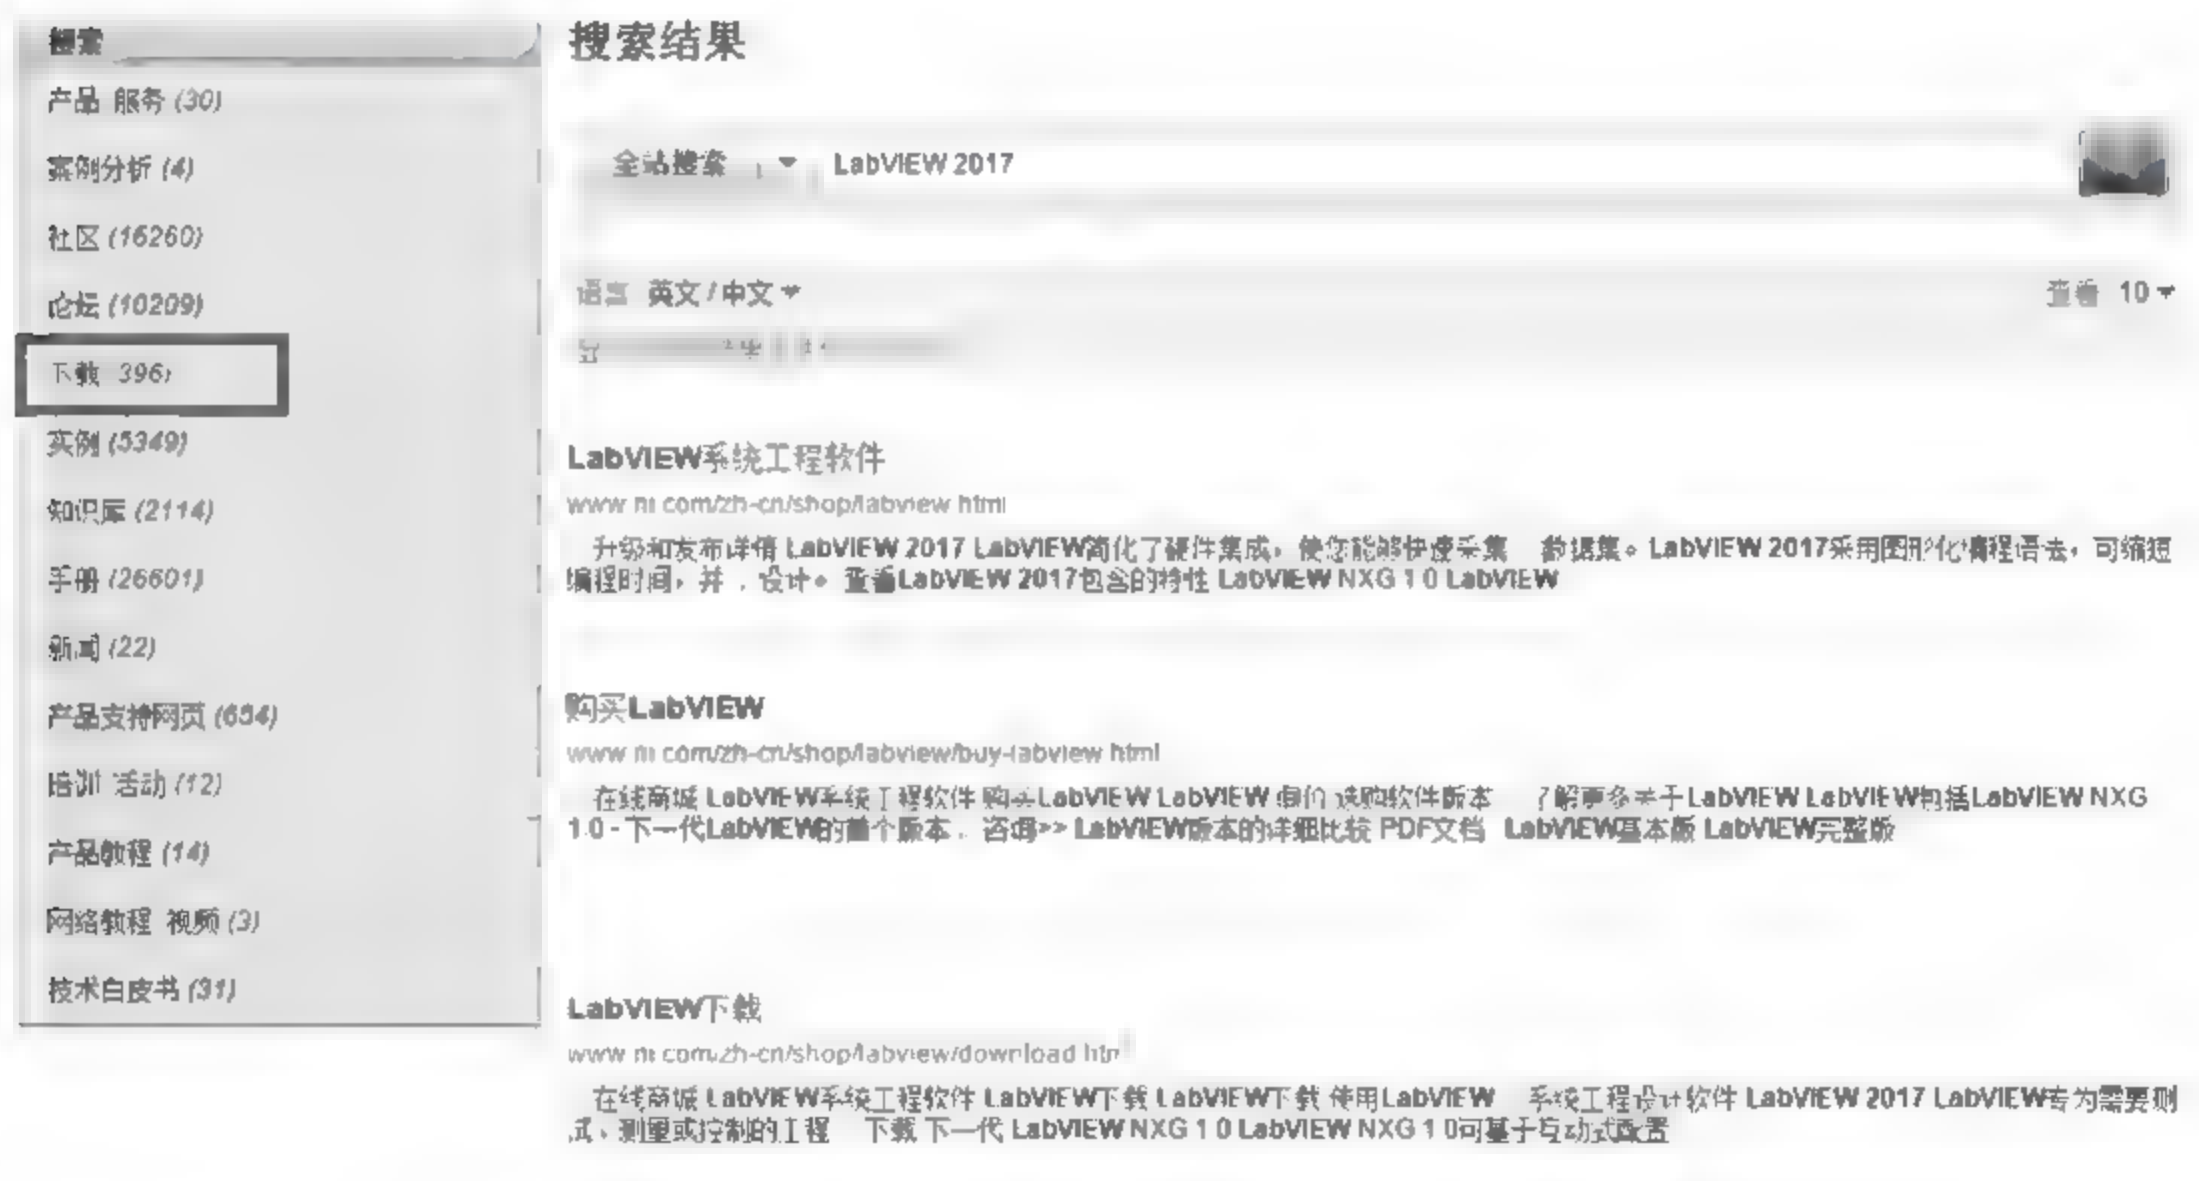 搜索
产品 服务 (30)
案例分析 (4)
社区 (16260)
论坛 (10209)
下载 396)
实例 (5349)
知识库 (2114)
手册 (26601)
新闻 (22)
产品支持网页 (654)
培训 活动 (12)
产品教程 (14)
网络教程 视频 (3)
技术白皮书 (31)
搜索结果
全站搜索 LabVIEW 2017
语言 英文 / 中文
查看 10
LabVIEW系统工程软件
www ni com/zh-cn/shop/labview html
升级和发布详情 LabVIEW 2017 LabVIEW简化了硬件集成，使您能够快速采集 数据集。LabVIEW 2017采用图形化编程语法，可缩短
编程时间，并 ，设计。 查看LabVIEW 2017包含的特性 LabVIEW NXG 1 0 LabVIEW
购买LabVIEW
www ni com/zh-cn/shop/labview/buy-labview html
在线商城 LabVIEW系统工程软件 购买LabVIEW LabVIEW 报价 选购软件版本 了解更多关于LabVIEW LabVIEW包括LabVIEW NXG
1.0 - 下一代LabVIEW的首个版本， 咨询>> LabVIEW版本的详细比较 PDF文档 LabVIEW基本版 LabVIEW完整版
LabVIEW下载
www ni com/zh-cn/shop/labview/download htm
在线商城 LabVIEW系统工程软件 LabVIEW下载 LabVIEW下载 使用LabVIEW 系统工程设计软件 LabVIEW 2017 LabVIEW专为需要测
试、测量或控制的工程 下载 下一代 LabVIEW NXG 1 0 LabVIEW NXG 1 0可基于互动式配置